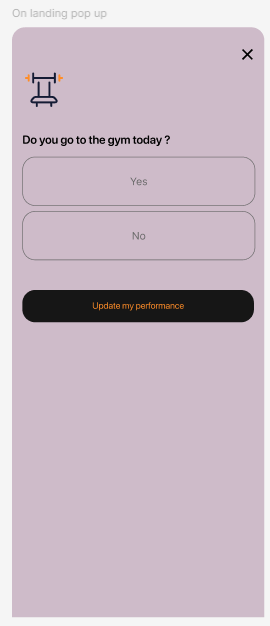 On landing pop up
Do you go to the gym today ?
Yes
No
Update my performance